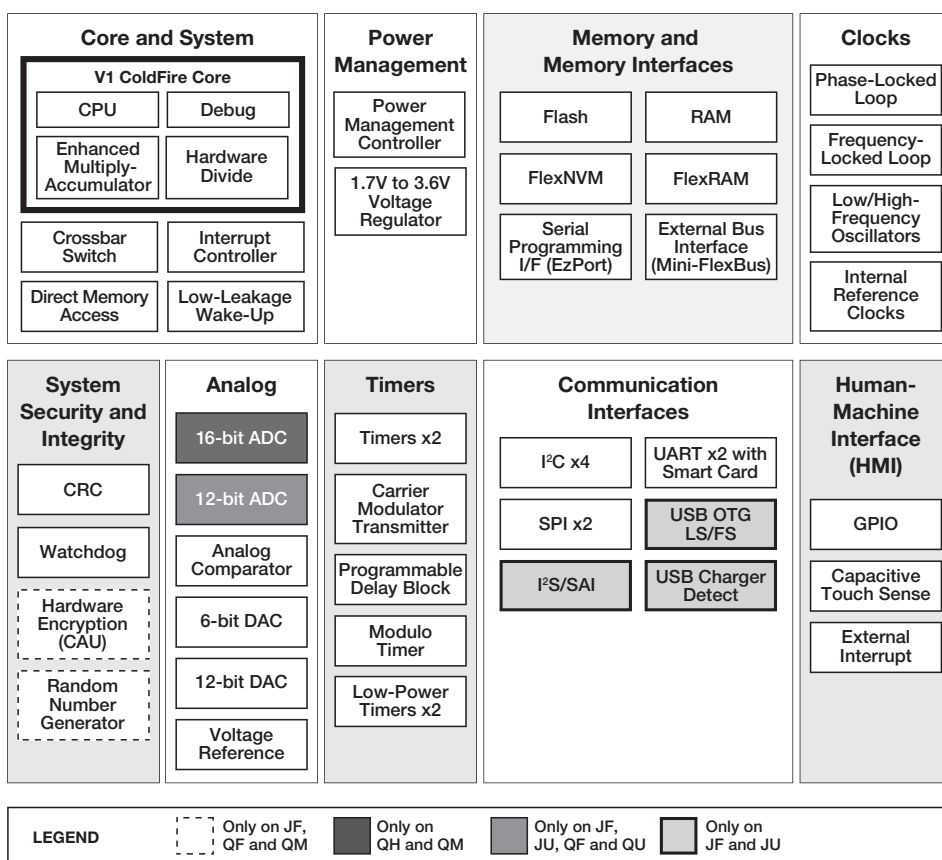 Core and System
V1 ColdFire Core
CPU
Debug
Enhanced
Multiply-
Accumulator
Hardware
Divide
Crossbar
Switch
Interrupt
Controller
Direct Memory
Access
Low-Leakage
Wake-Up
Power
Management
Power
Management
Controller
1.7V to 3.6V
Voltage
Regulator
Memory and
Memory Interfaces
Flash
RAM
FlexNVM
FlexRAM
Serial
Programming
I/F (EzPort)
External Bus
Interface
(Mini-FlexBus)
Clocks
Phase-Locked
Loop
Frequency-
Locked Loop
Low/High-
Frequency
Oscillators
Internal
Reference
Clocks
System
Security and
Integrity
CRC
Watchdog
Hardware
Encryption
(CAU)
Random
Number
Generator
Analog
16-bit ADC
12-bit ADC
Analog
Comparator
6-bit DAC
12-bit DAC
Voltage
Reference
Timers
Timers x2
Carrier
Modulator
Transmitter
Programmable
Delay Block
Modulo
Timer
Low-Power
Timers x2
Communication
Interfaces
I²C x4
UART x2 with
Smart Card
SPI x2
USB OTG
LS/FS
I²S/SAI
USB Charger
Detect
Human-
Machine
Interface
(HMI)
GPIO
Capacitive
Touch Sense
External
Interrupt
LEGEND
Only on JF,
QF and QM
Only on
QH and QM
Only on JF,
JU, QF and QU
Only on
JF and JU